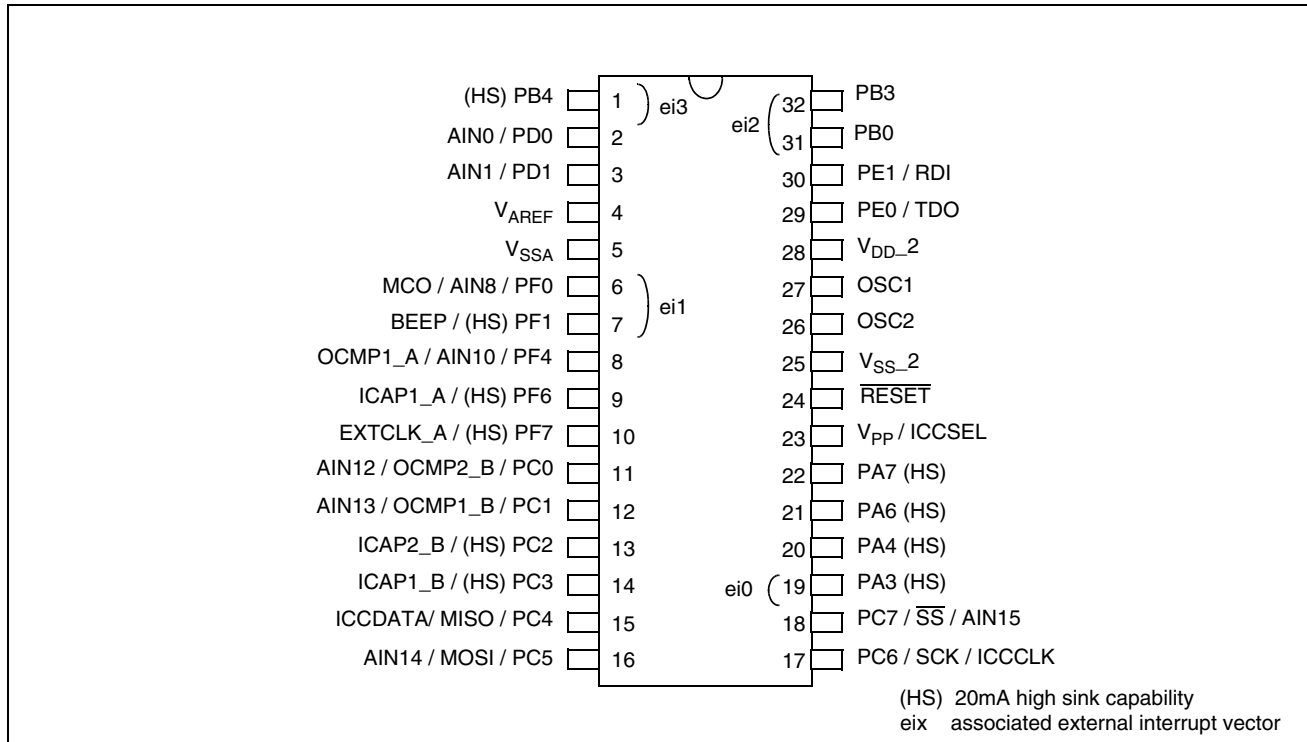 (HS) PB4 1 ei3 ei2 32 PB3
AIN0 / PD0 2 31 PB0
AIN1 / PD1 3 30 PE1 / RDI
VAREF 4 29 PE0 / TDO
VSSA 5 28 VDD_2
MCO / AIN8 / PF0 6 ei1 27 OSC1
BEEP / (HS) PF1 7 26 OSC2
OCMP1_A / AIN10 / PF4 8 25 VSS_2
ICAP1_A / (HS) PF6 9 24 RESET
EXTCLK_A / (HS) PF7 10 23 VPP / ICCSEL
AIN12 / OCMP2_B / PC0 11 22 PA7 (HS)
AIN13 / OCMP1_B / PC1 12 21 PA6 (HS)
ICAP2_B / (HS) PC2 13 20 PA4 (HS)
ICAP1_B / (HS) PC3 14 ei0 19 PA3 (HS)
ICCDATA/ MISO / PC4 15 18 PC7 / SS / AIN15
AIN14 / MOSI / PC5 16 17 PC6 / SCK / ICCCLK
(HS) 20mA high sink capability
eix associated external interrupt vector